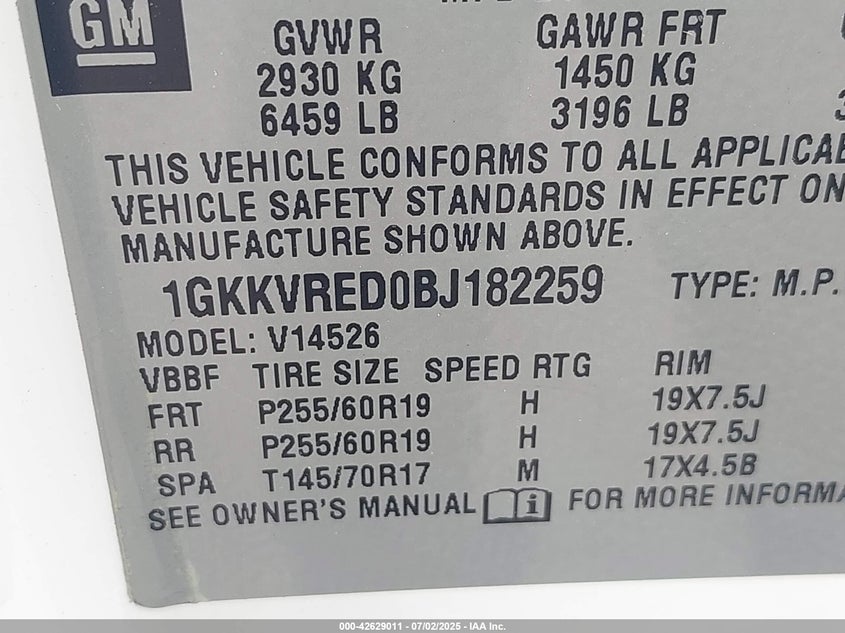 GM
GVWR GAWR FRT
2930 KG 1450 KG
6459 LB 3196 LB
THIS VEHICLE CONFORMS TO ALL APPLICAB
VEHICLE SAFETY STANDARDS IN EFFECT ON
MANUFACTURE SHOWN ABOVE.
1GKKVRED0BJ182259 TYPE: M.P.
MODEL: V14526
VBBF TIRE SIZE SPEED RTG RIM
FRT P255/60R19 H 19X7.5J
RR P255/60R19 H 19X7.5J
SPA T145/70R17 M 17X4.5B
SEE OWNER'S MANUAL i FOR MORE INFORMA
000-42629011 - 07/02/2025 - IAA Inc.